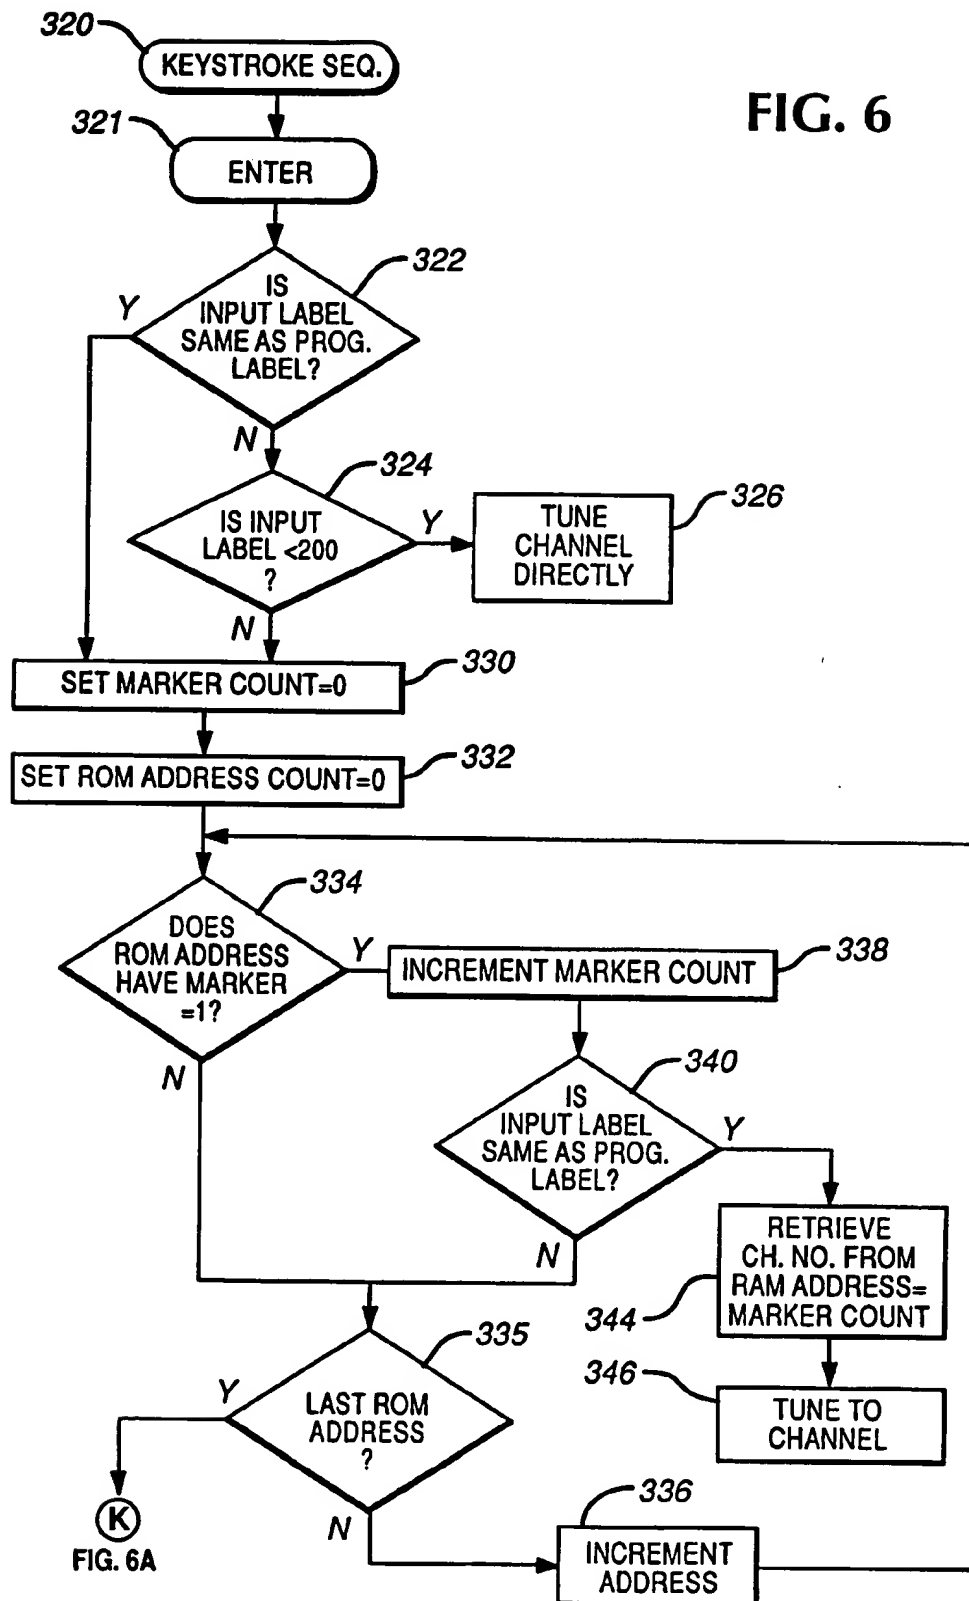 320
KEYSTROKE SEQ.
FIG. 6
321
ENTER
322
IS
INPUT LABEL
SAME AS PROG.
LABEL?
Y
N
324
IS INPUT
LABEL <200
?
Y
N
326
TUNE
CHANNEL
DIRECTLY
330
SET MARKER COUNT=0
332
SET ROM ADDRESS COUNT=0
334
DOES
ROM ADDRESS
HAVE MARKER
=1?
Y
N
338
INCREMENT MARKER COUNT
340
IS
INPUT LABEL
SAME AS PROG.
LABEL?
Y
N
RETRIEVE
CH. NO. FROM
RAM ADDRESS=
MARKER COUNT
344
346
TUNE TO
CHANNEL
335
LAST ROM
ADDRESS
?
Y
N
K
FIG. 6A
336
INCREMENT
ADDRESS